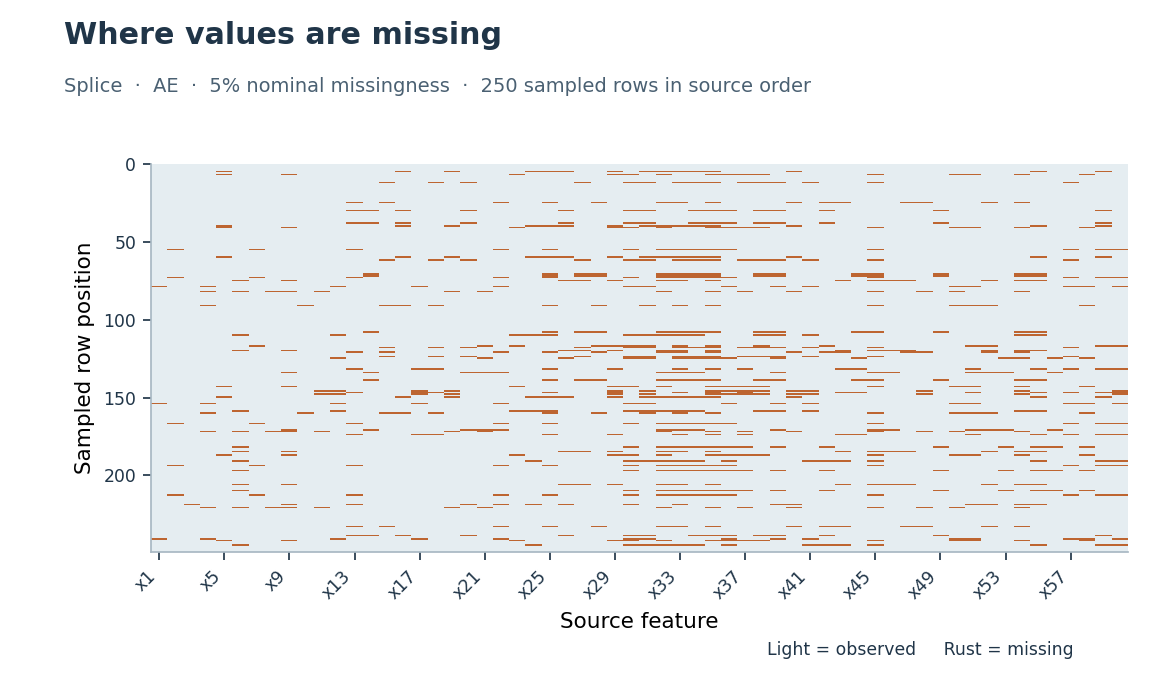 Where values are missing
Splice · AE · 5% nominal missingness · 250 sampled rows in source order
0
50
100
150
200
Sampled row position
x1 x5 x9 x13 x17 x21 x25 x29 x33 x37 x41 x45 x49 x53 x57
Source feature
Light = observed Rust = missing